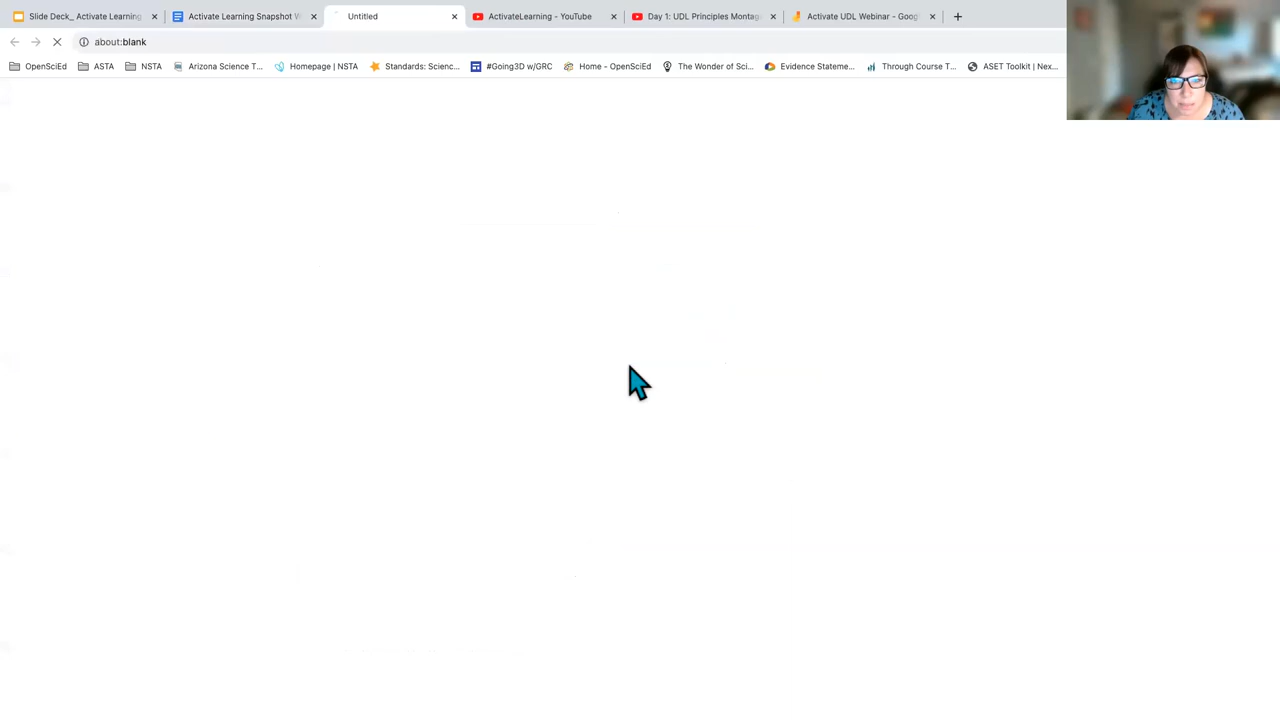 Slide Deck_ Activate Learning
Activate Learning Snapshot W
Untitled
ActivateLearning - YouTube
Day 1: UDL Principles Montag
Activate UDL Webinar - Goog
about:blank
OpenSciEd
ASTA
NSTA
Arizona Science T...
Homepage | NSTA
Standards: Scienc...
#Going3D w/GRC
Home - OpenSciEd
The Wonder of Sci...
Evidence Stateme...
Through Course T...
ASET Toolkit | Nex...